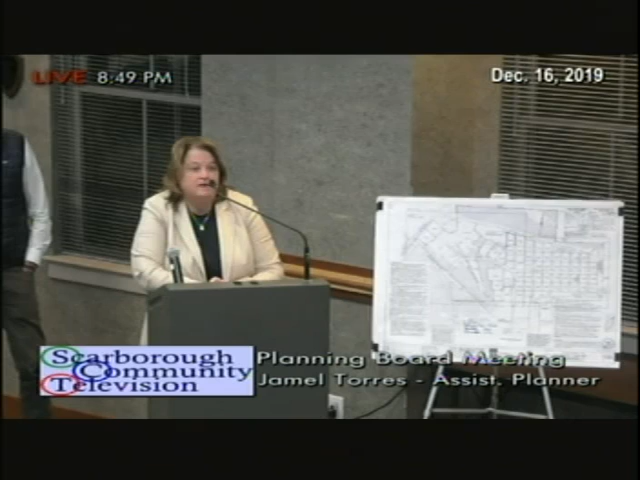 LIVE 8:49 PM
Dec. 16, 2019
Scarborough
Community
Television
Planning Board Meeting
Jamel Torres - Assist. Planner